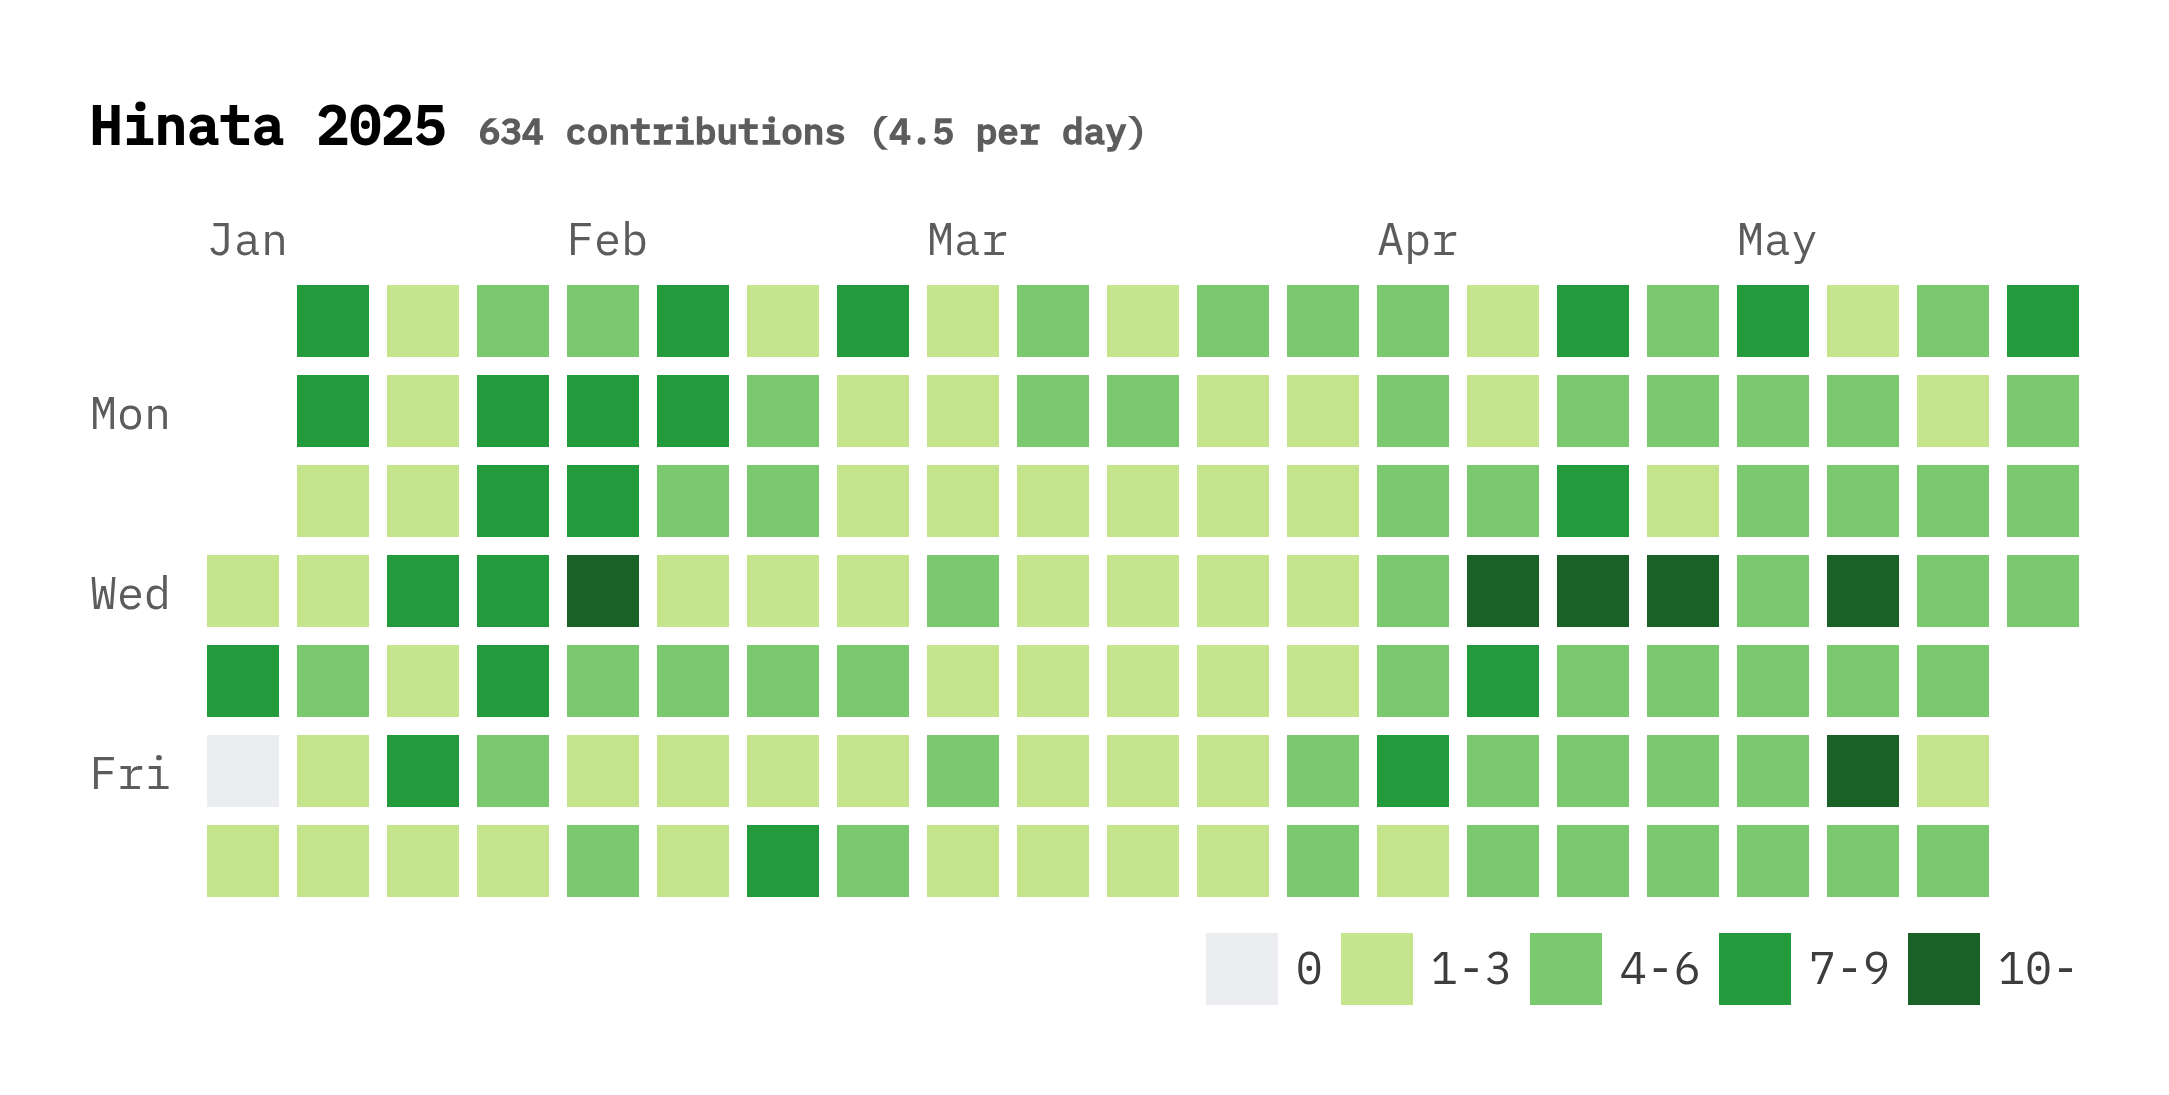 Hinata 2025 634 contributions (4.5 per day)
Jan Feb Mar Apr May
Mon
Wed
Fri
0 1-3 4-6 7-9 10-